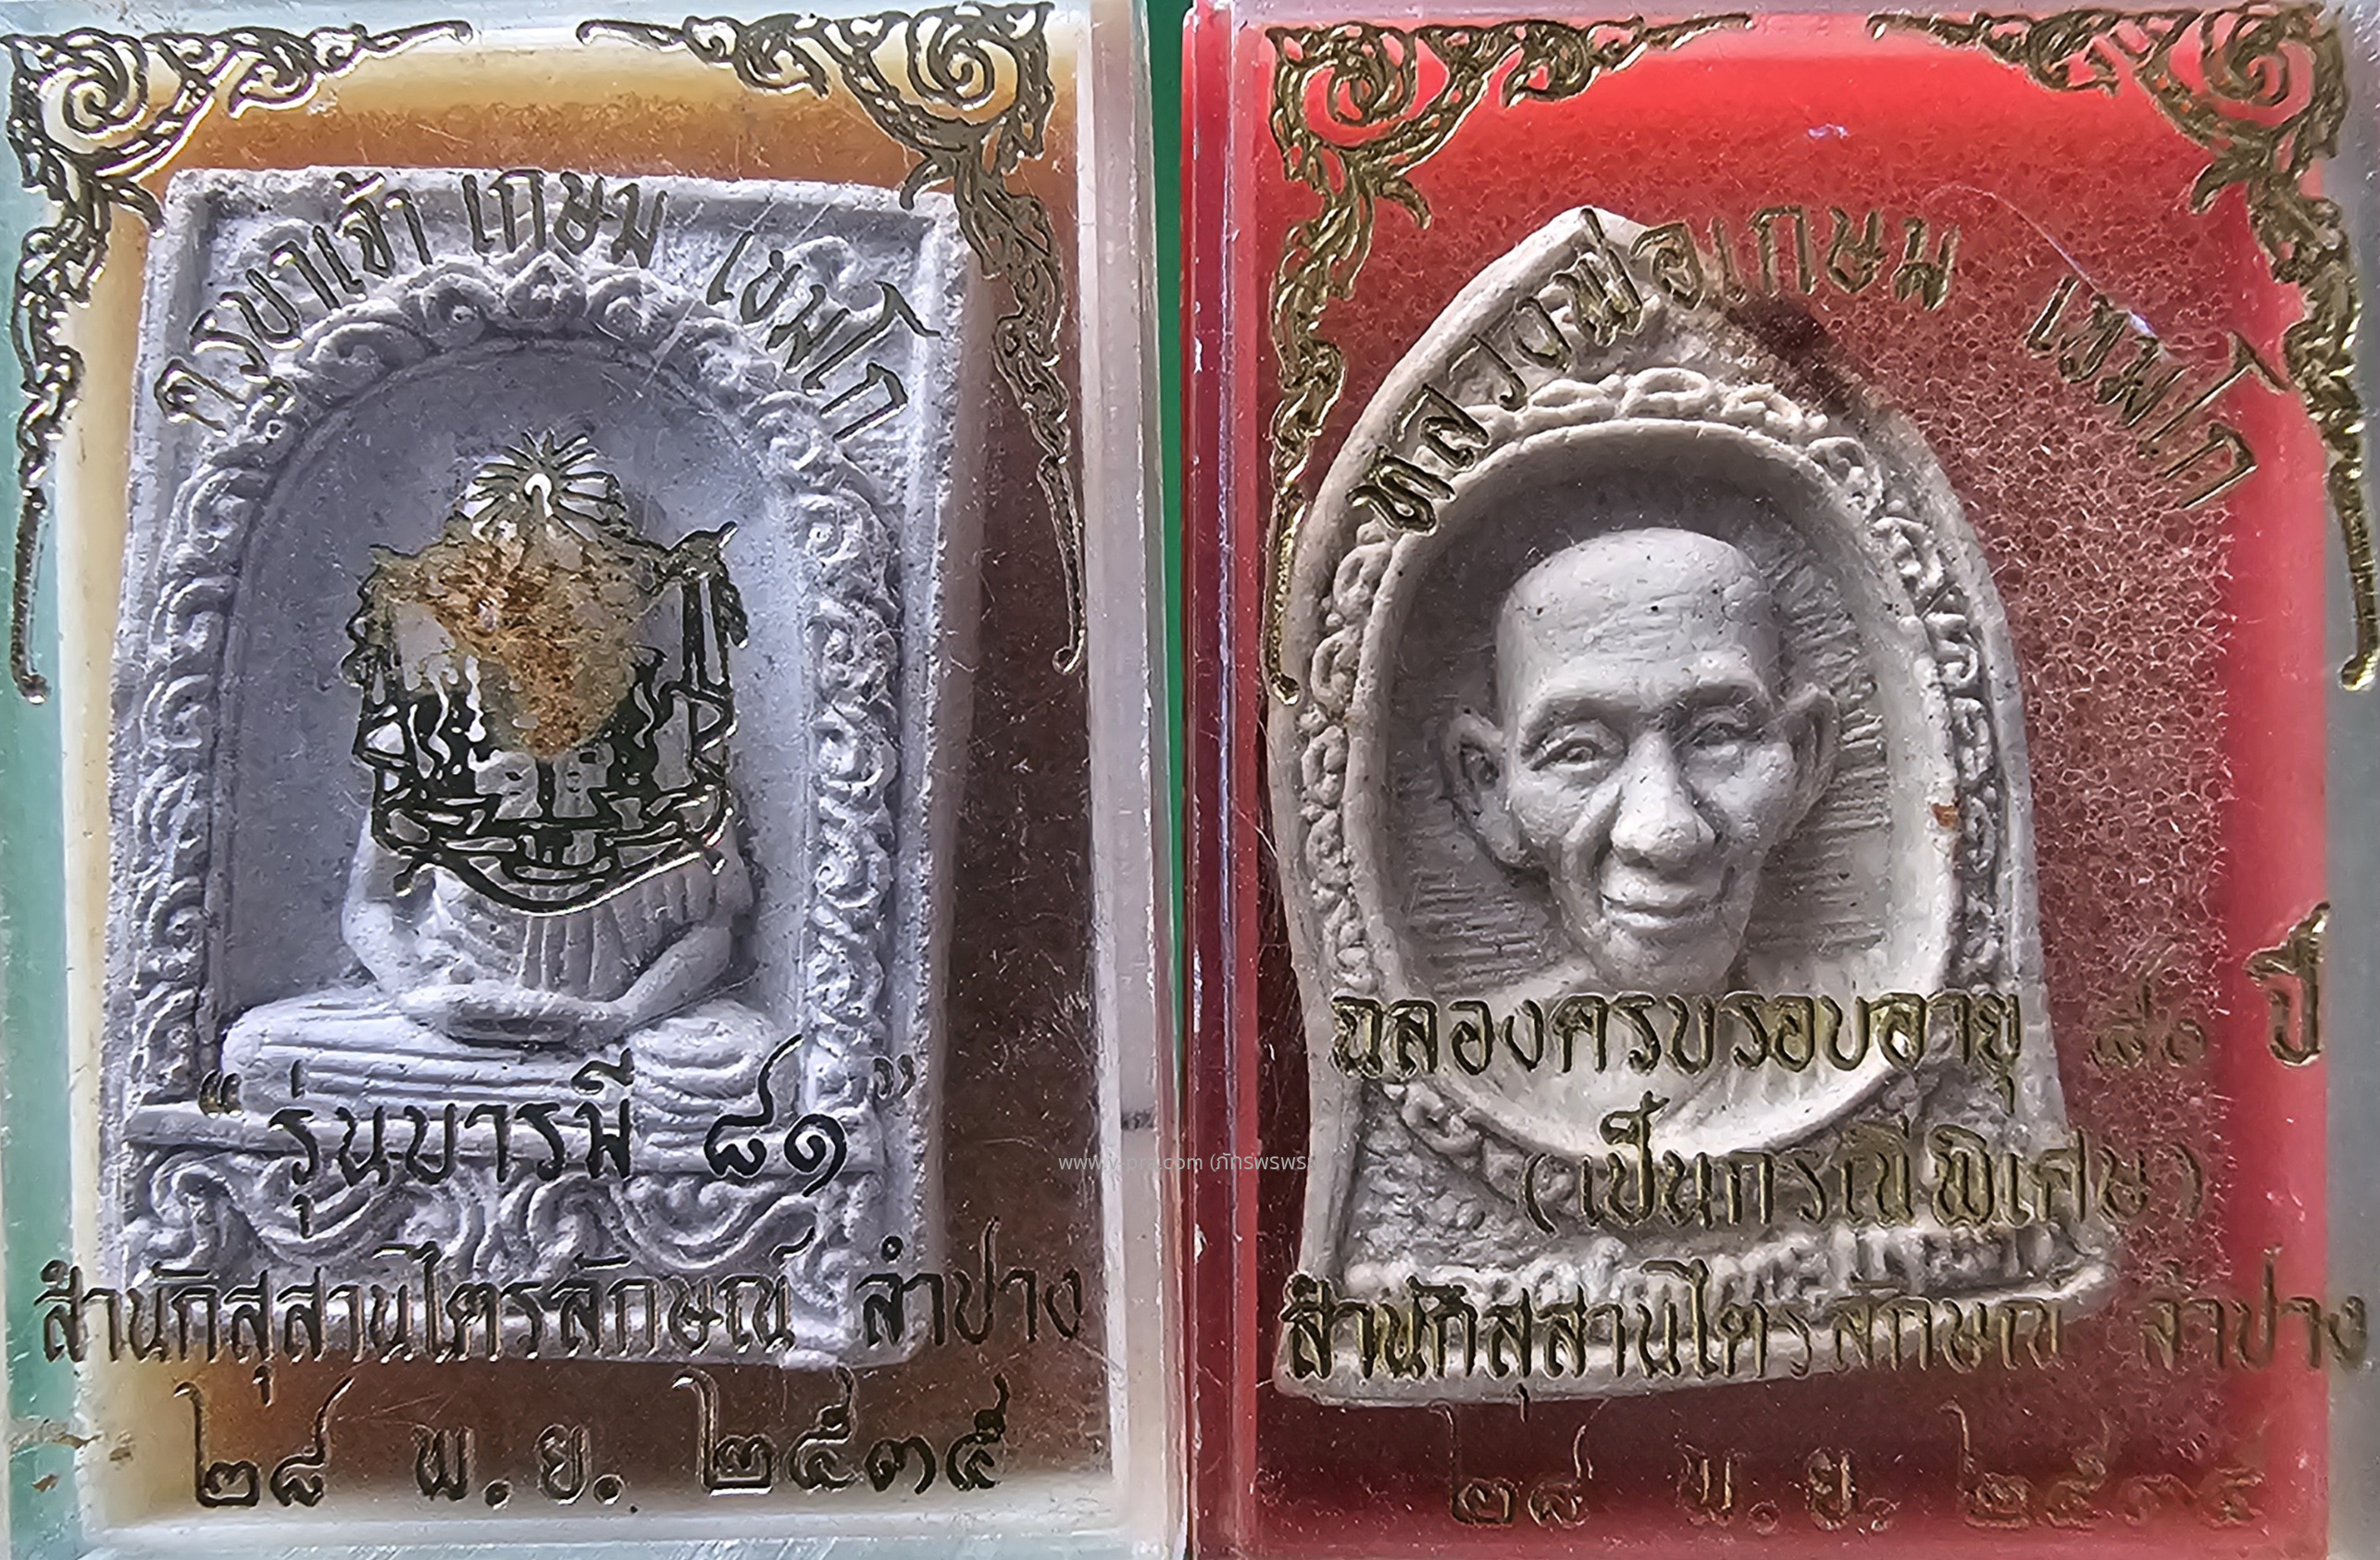 ครูบาเจ้า เกษม เขมโก
"รุ่นบารมี ๘๑"
สำนักสุสานไตรลักษณ์ ลำปาง
๒๘ พ.ย. ๒๕๓๕
หลวงพ่อเกษม เขมโก
ฉลองครบรอบอายุ ๘๑ ปี
(เป็นกรณีพิเศษ)
สำนักสุสานไตรลักษณ์ ลำปาง
๒๘ พ.ย. ๒๕๓๕